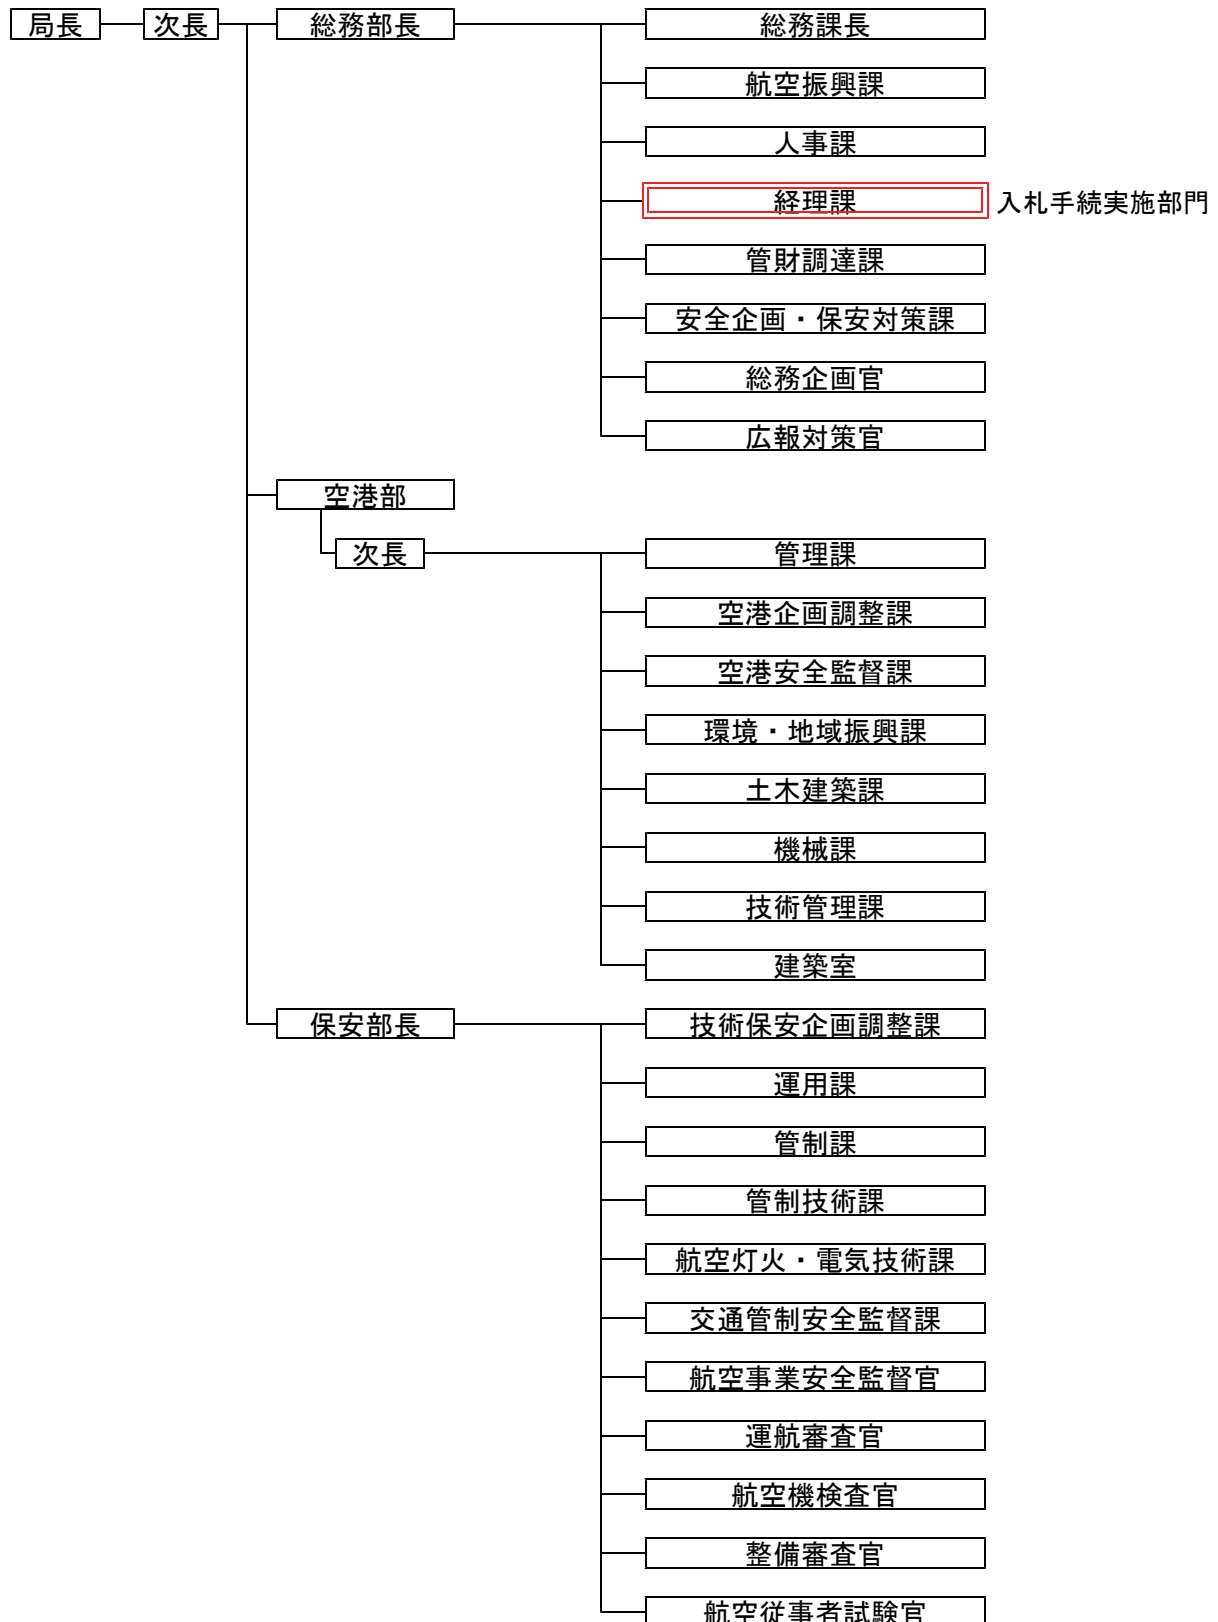 局長 次長 総務部長 総務課長
航空振興課
人事課
経理課 入札手続実施部門
管財調達課
安全企画・保安対策課
総務企画官
広報対策官
空港部
次長 管理課
空港企画調整課
空港安全監督課
環境・地域振興課
土木建築課
機械課
技術管理課
建築室
保安部長 技術保安企画調整課
運用課
管制課
管制技術課
航空灯火・電気技術課
交通管制安全監督課
航空事業安全監督官
運航審査官
航空機検査官
整備審査官
航空従事者試験官